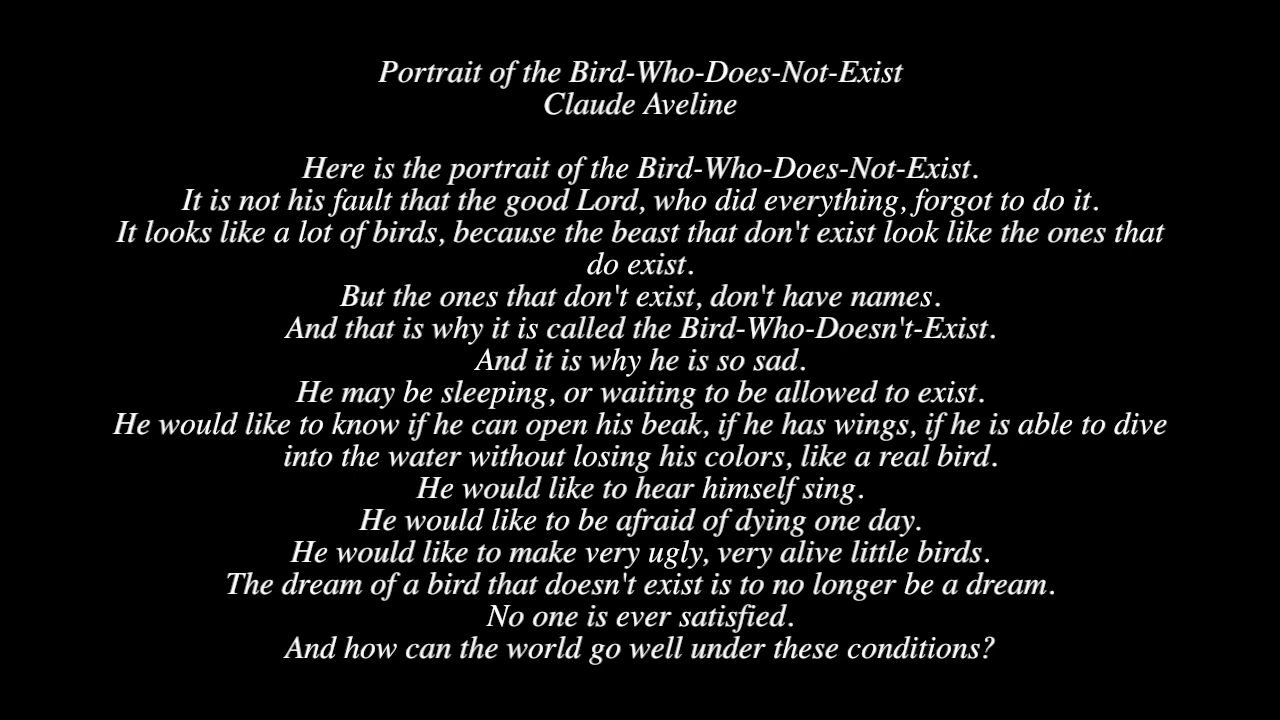 Portrait of the Bird-Who-Does-Not-Exist
Claude Aveline
Here is the portrait of the Bird-Who-Does-Not-Exist.
It is not his fault that the good Lord, who did everything, forgot to do it.
It looks like a lot of birds, because the beast that don't exist look like the ones that
do exist.
But the ones that don't exist, don't have names.
And that is why it is called the Bird-Who-Doesn't-Exist.
And it is why he is so sad.
He may be sleeping, or waiting to be allowed to exist.
He would like to know if he can open his beak, if he has wings, if he is able to dive
into the water without losing his colors, like a real bird.
He would like to hear himself sing.
He would like to be afraid of dying one day.
He would like to make very ugly, very alive little birds.
The dream of a bird that doesn't exist is to no longer be a dream.
No one is ever satisfied.
And how can the world go well under these conditions?